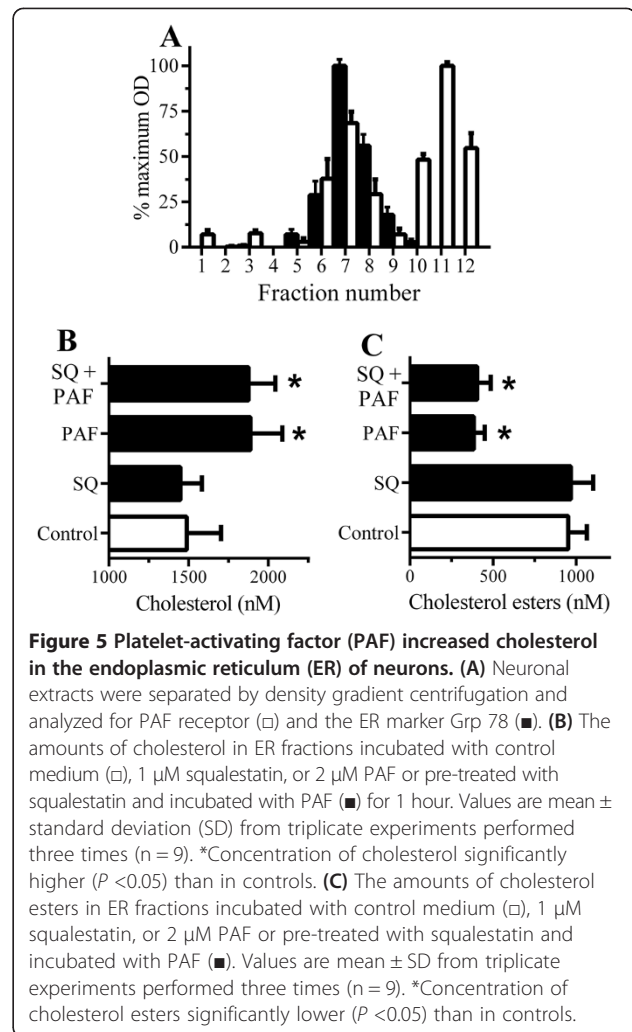 A
100
75
50
25
0
% maximum OD
1 2 3 4 5 6 7 8 9 10 11 12
Fraction number
B
SQ +
PAF
*
PAF
*
SQ
Control
1000 1500 2000
Cholesterol (nM)
C
SQ +
PAF
*
PAF
*
SQ
Control
0 500 1000
Cholesterol esters (nM)
Figure 5 Platelet-activating factor (PAF) increased cholesterol
in the endoplasmic reticulum (ER) of neurons. (A) Neuronal
extracts were separated by density gradient centrifugation and
analyzed for PAF receptor (□) and the ER marker Grp 78 (■). (B) The
amounts of cholesterol in ER fractions incubated with control
medium (□), 1 μM squalestatin, or 2 μM PAF or pre-treated with
squalestatin and incubated with PAF (■) for 1 hour. Values are mean ±
standard deviation (SD) from triplicate experiments performed
three times (n = 9). *Concentration of cholesterol significantly
higher (P <0.05) than in controls. (C) The amounts of cholesterol
esters in ER fractions incubated with control medium (□), 1 μM
squalestatin, or 2 μM PAF or pre-treated with squalestatin and
incubated with PAF (■). Values are mean ± SD from triplicate
experiments performed three times (n = 9). *Concentration of
cholesterol esters significantly lower (P <0.05) than in controls.